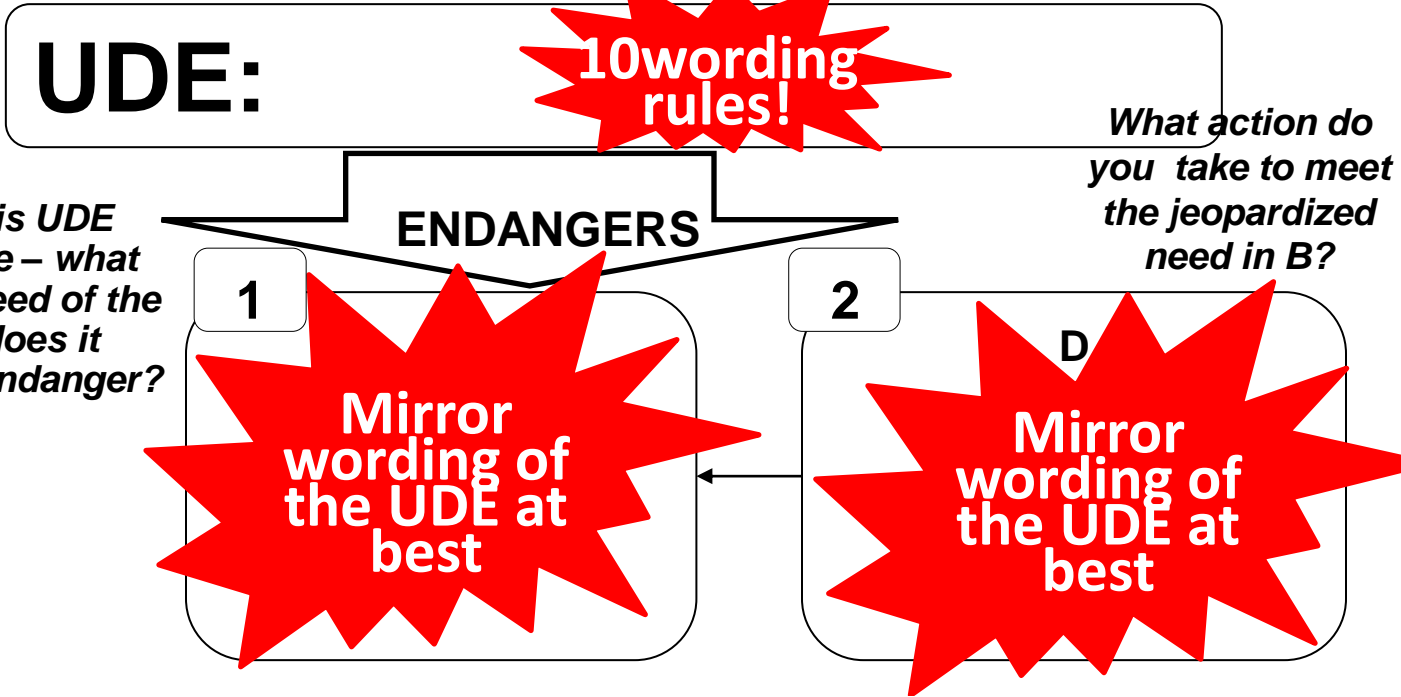 UDE:
10wording
rules!
What action do
you take to meet
the jeopardized
need in B?
is UDE
– what
of the
does it
endanger?
ENDANGERS
1
2
D
Mirror
wording of
the UDE at
best
Mirror
wording of
the UDE at
best